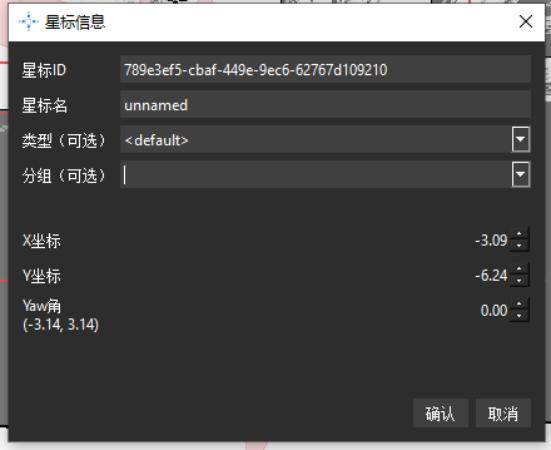 星标信息
星标ID 789e3ef5-cbaf-449e-9ec6-62767d109210
星标名 unnamed
类型（可选） <default>
分组（可选）
X坐标 -3.09
Y坐标 -6.24
Yaw角 0.00
(-3.14, 3.14)
确认 取消